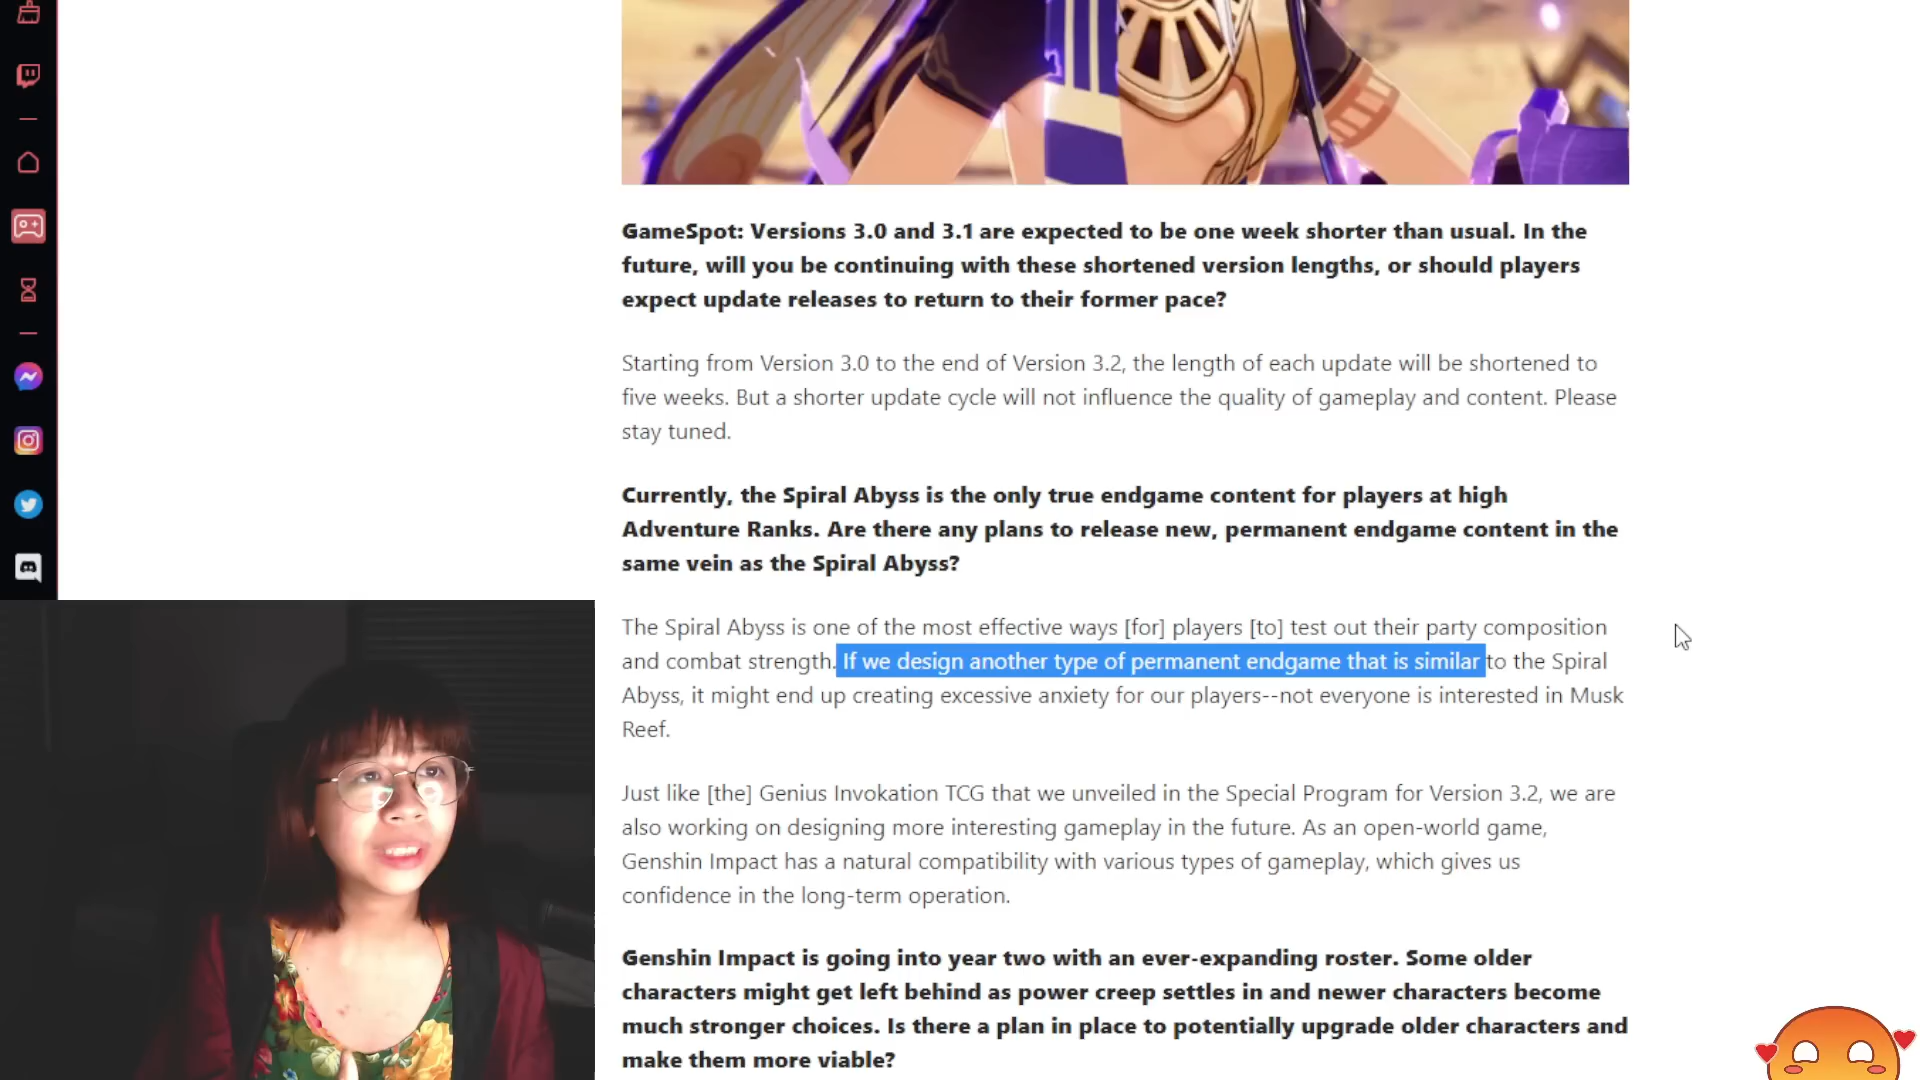 GameSpot: Versions 3.0 and 3.1 are expected to be one week shorter than usual. In the
future, will you be continuing with these shortened version lengths, or should players
expect update releases to return to their former pace?
Starting from Version 3.0 to the end of Version 3.2, the length of each update will be shortened to
five weeks. But a shorter update cycle will not influence the quality of gameplay and content. Please
stay tuned.
Currently, the Spiral Abyss is the only true endgame content for players at high
Adventure Ranks. Are there any plans to release new, permanent endgame content in the
same vein as the Spiral Abyss?
The Spiral Abyss is one of the most effective ways [for] players [to] test out their party composition
and combat strength. If we design another type of permanent endgame that is similar to the Spiral
Abyss, it might end up creating excessive anxiety for our players--not everyone is interested in Musk
Reef.
Just like [the] Genius Invokation TCG that we unveiled in the Special Program for Version 3.2, we are
also working on designing more interesting gameplay in the future. As an open-world game,
Genshin Impact has a natural compatibility with various types of gameplay, which gives us
confidence in the long-term operation.
Genshin Impact is going into year two with an ever-expanding roster. Some older
characters might get left behind as power creep settles in and newer characters become
much stronger choices. Is there a plan in place to potentially upgrade older characters and
make them more viable?